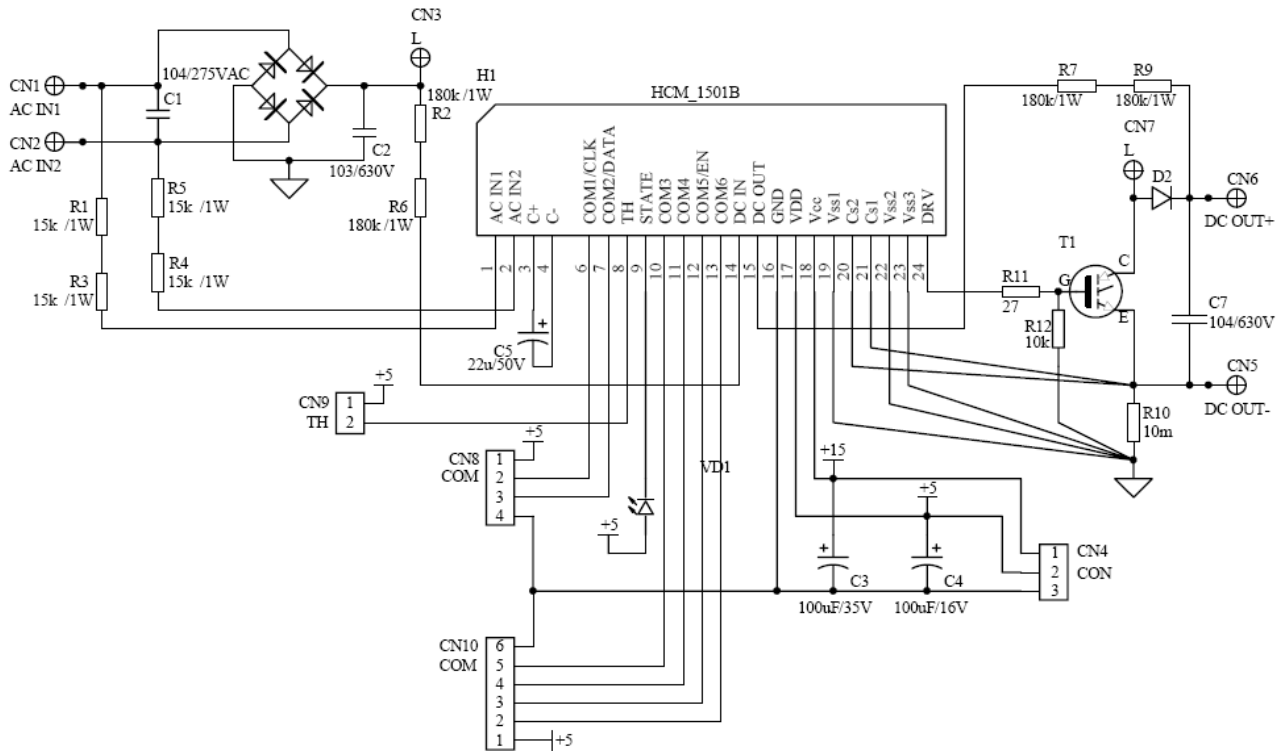 CN3
L
CN1
AC IN1
104/275VAC
C1
CN2
AC IN2
C2
103/630V
180k /1W
R2
R6
180k /1W
R1
15k /1W
R3
15k /1W
R5
15k /1W
R4
15k /1W
H1
HCM_1501B
AC IN1
AC IN2
C+
C-
COM1/CLK
COM2/DATA
TH
STATE
COM3
COM4
COM5/EN
COM6
DC IN
DC OUT
GND
VDD
Vcc
Vss1
Cs2
Cs1
Vss2
Vss3
DRV
1
2
3
4
6
7
8
9
10
11
12
13
14
15
16
17
18
19
20
21
22
23
24
R7
180k/1W
R9
180k/1W
CN7
L
D2
CN6
DC OUT+
T1
C
G
E
R11
27
R12
10k
C7
104/630V
CN5
DC OUT-
R10
10m
+
C5
22u/50V
+5
CN9
TH
1
2
+5
CN8
COM
1
2
3
4
VD1
+5
+15
+5
+
C3
100uF/35V
+
C4
100uF/16V
1
2
3
CN4
CON
CN10
COM
6
5
4
3
2
1
+5